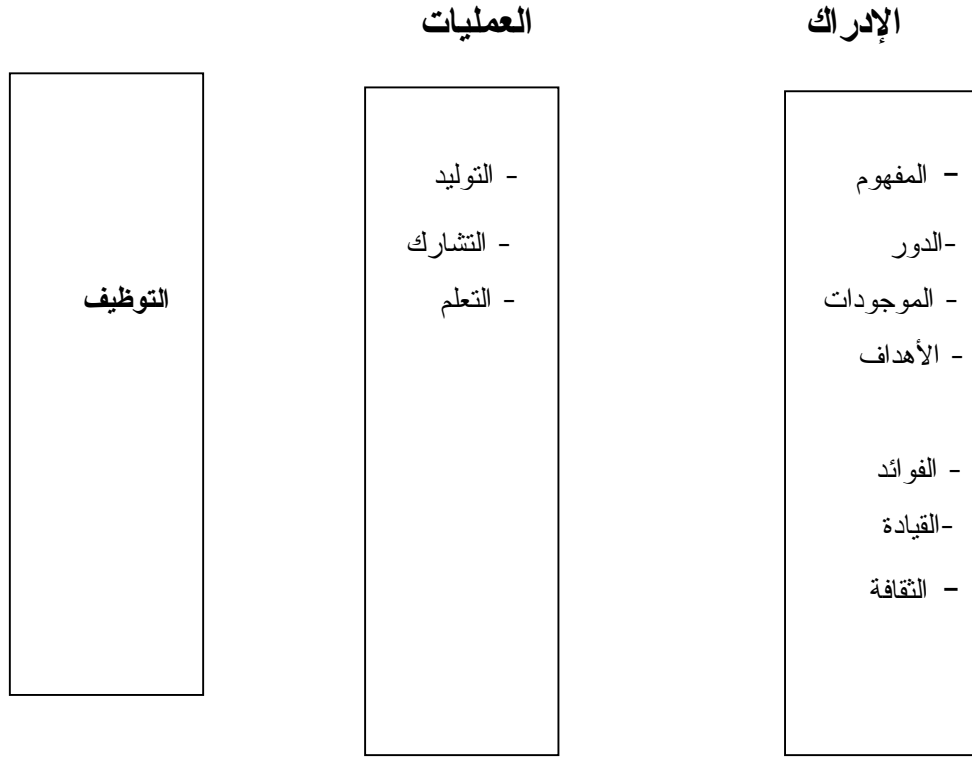 الإدراك
العمليات
– المفهوم
-الدور
- الموجودات
- الأهداف
- الفوائد
-القيادة
– الثقافة
- التوليد
- التشارك
- التعلم
التوظيف